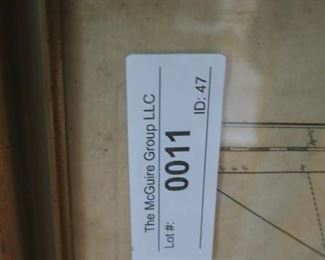 The McGuire Group LLC
Lot #:
0011
ID: 47